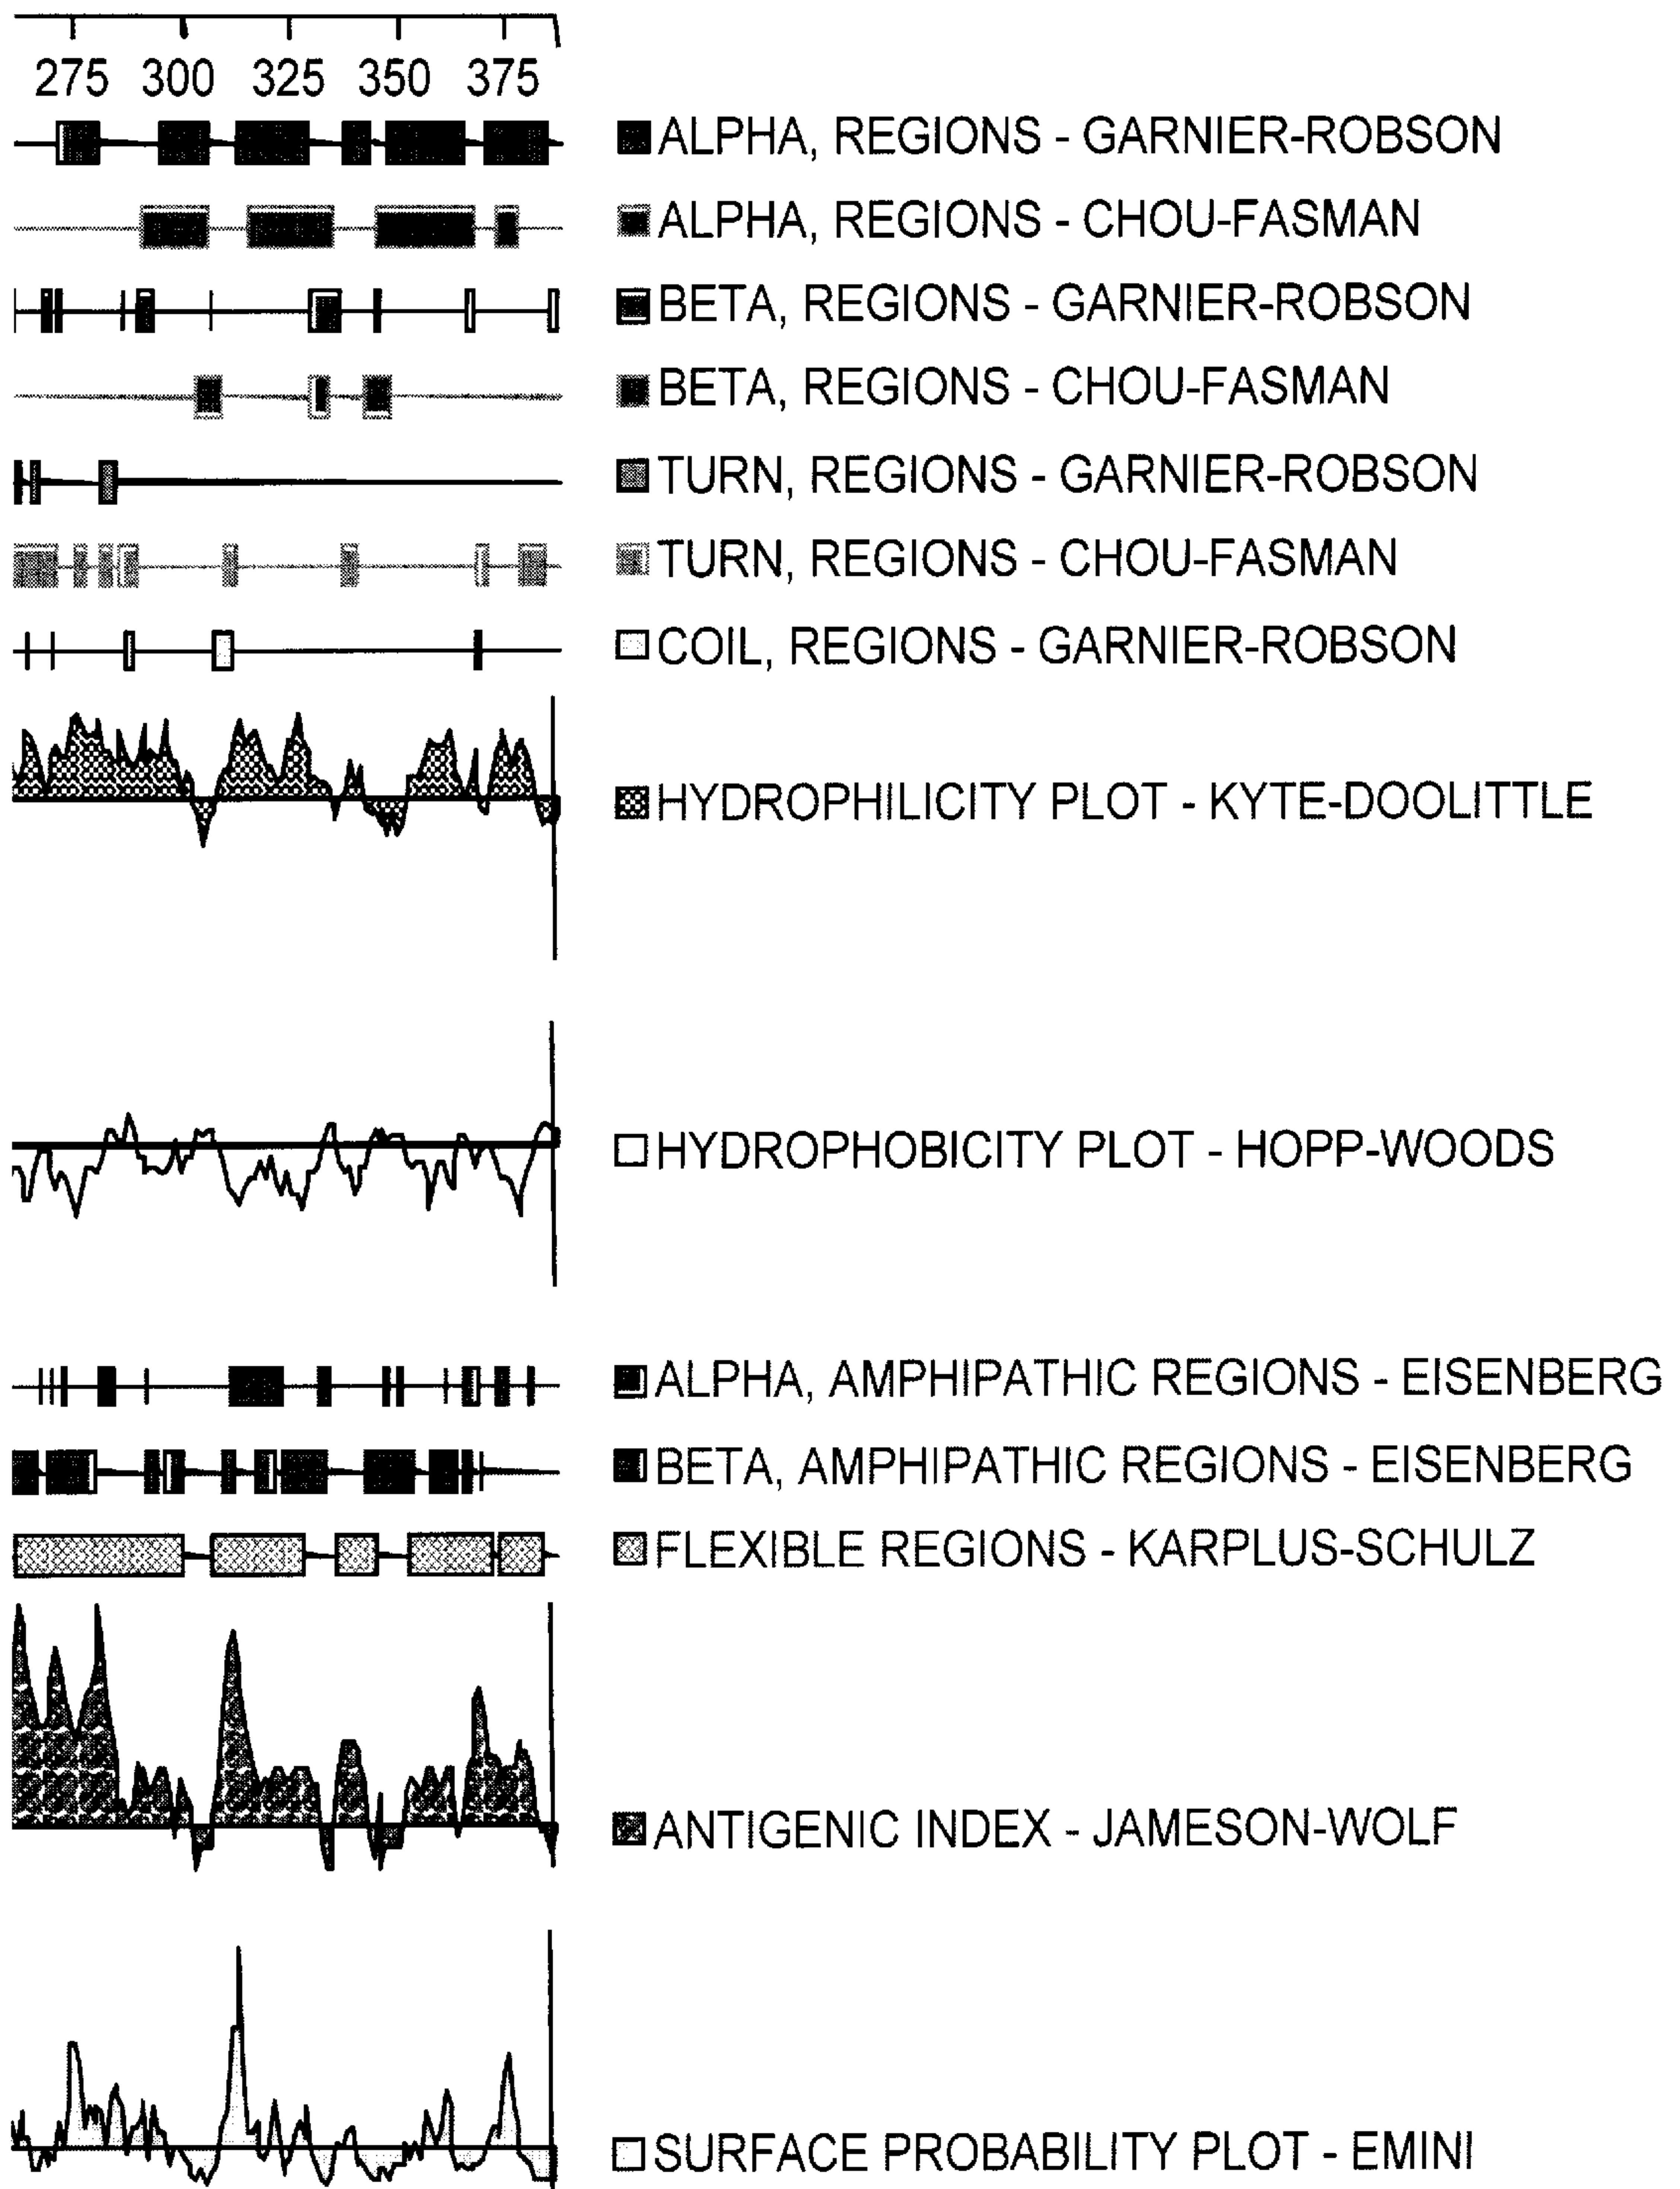 275 300 325 350 375
ALPHA, REGIONS - GARNIER-ROBSON
ALPHA, REGIONS - CHOU-FASMAN
BETA, REGIONS - GARNIER-ROBSON
BETA, REGIONS - CHOU-FASMAN
TURN, REGIONS - GARNIER-ROBSON
TURN, REGIONS - CHOU-FASMAN
COIL, REGIONS - GARNIER-ROBSON
HYDROPHILICITY PLOT - KYTE-DOOLITTLE
HYDROPHOBICITY PLOT - HOPP-WOODS
ALPHA, AMPHIPATHIC REGIONS - EISENBERG
BETA, AMPHIPATHIC REGIONS - EISENBERG
FLEXIBLE REGIONS - KARPLUS-SCHULZ
ANTIGENIC INDEX - JAMESON-WOLF
SURFACE PROBABILITY PLOT - EMINI